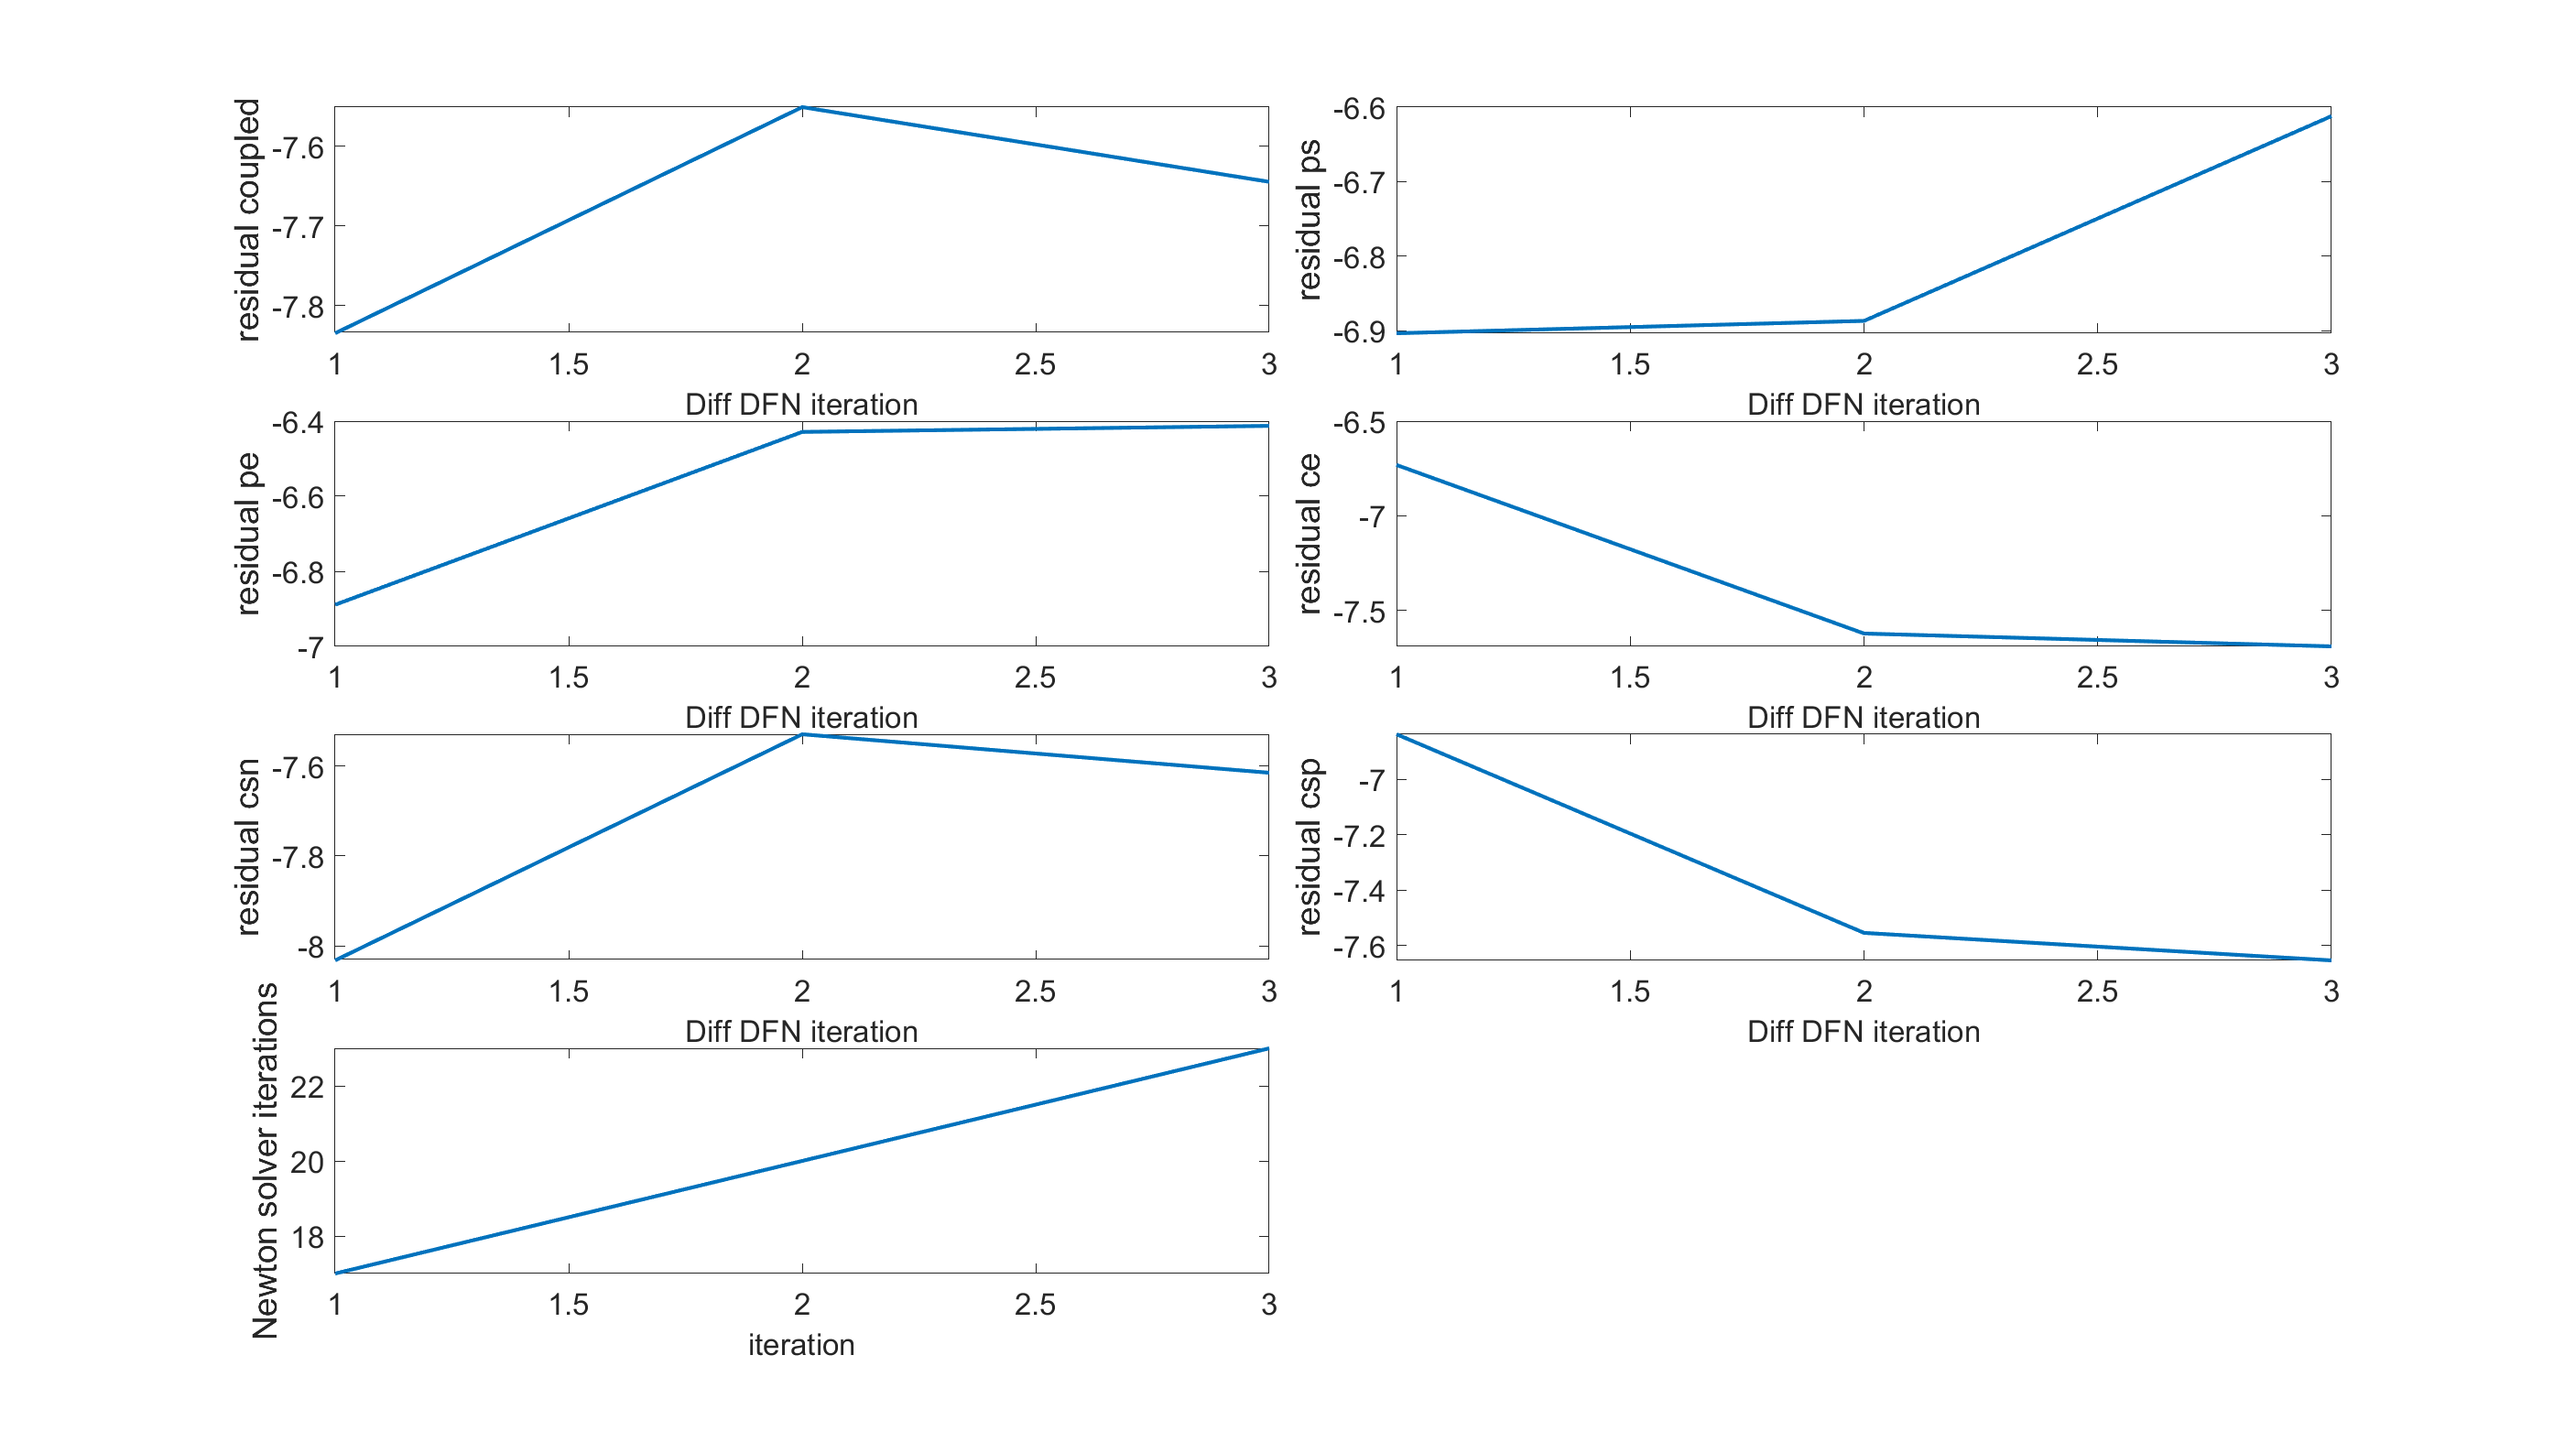 residual coupled
-7.6
-7.7
-7.8
1 1.5 2 2.5 3
Diff DFN iteration
residual ps
-6.6
-6.7
-6.8
-6.9
1 1.5 2 2.5 3
Diff DFN iteration
residual pe
-6.4
-6.6
-6.8
-7
1 1.5 2 2.5 3
Diff DFN iteration
residual ce
-6.5
-7
-7.5
1 1.5 2 2.5 3
Diff DFN iteration
residual csn
-7.6
-7.8
-8
1 1.5 2 2.5 3
Diff DFN iteration
residual csp
-7
-7.2
-7.4
-7.6
1 1.5 2 2.5 3
Diff DFN iteration
Newton solver iterations
22
20
18
1 1.5 2 2.5 3
iteration